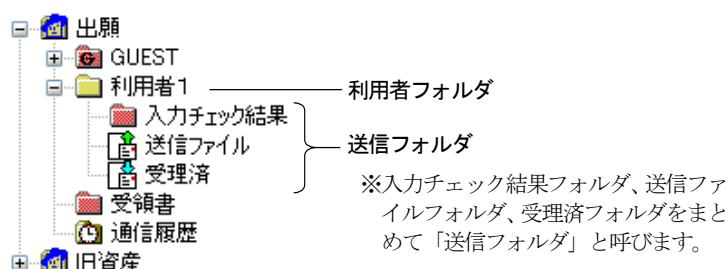 出願
GUEST
利用者1
利用者フォルダ
入力チェック結果
送信ファイル
送信フォルダ
受理済
※入力チェック結果フォルダ、送信ファ
イルフォルダ、受理済フォルダをまと
めて「送信フォルダ」と呼びます。
受領書
通信履歴
旧資産